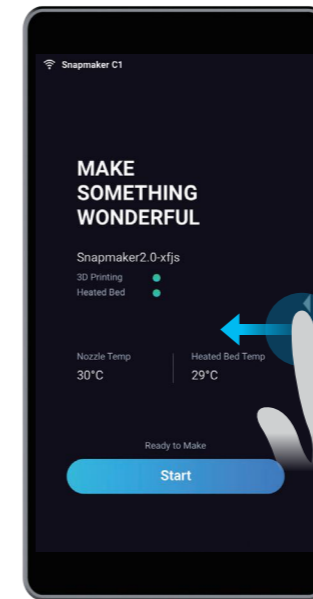 Snapmaker C1
MAKE
SOMETHING
WONDERFUL
Snapmaker2.0-xfjs
3D Printing
Heated Bed
Nozzle Temp
Heated Bed Temp
30°C
29°C
Ready to Make
Start